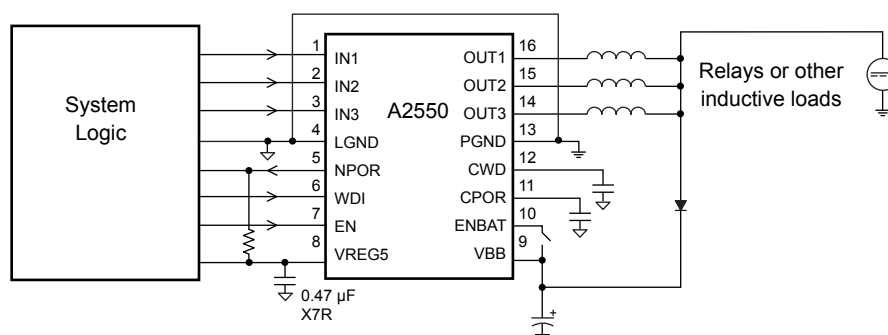 System
Logic
1
2
3
4
5
6
7
8
IN1
IN2
IN3
LGND
NPOR
WDI
EN
VREG5
A2550
OUT1
OUT2
OUT3
PGND
CWD
CPOR
ENBAT
VBB
16
15
14
13
12
11
10
9
Relays or other
inductive loads
0.47 µF
X7R
+